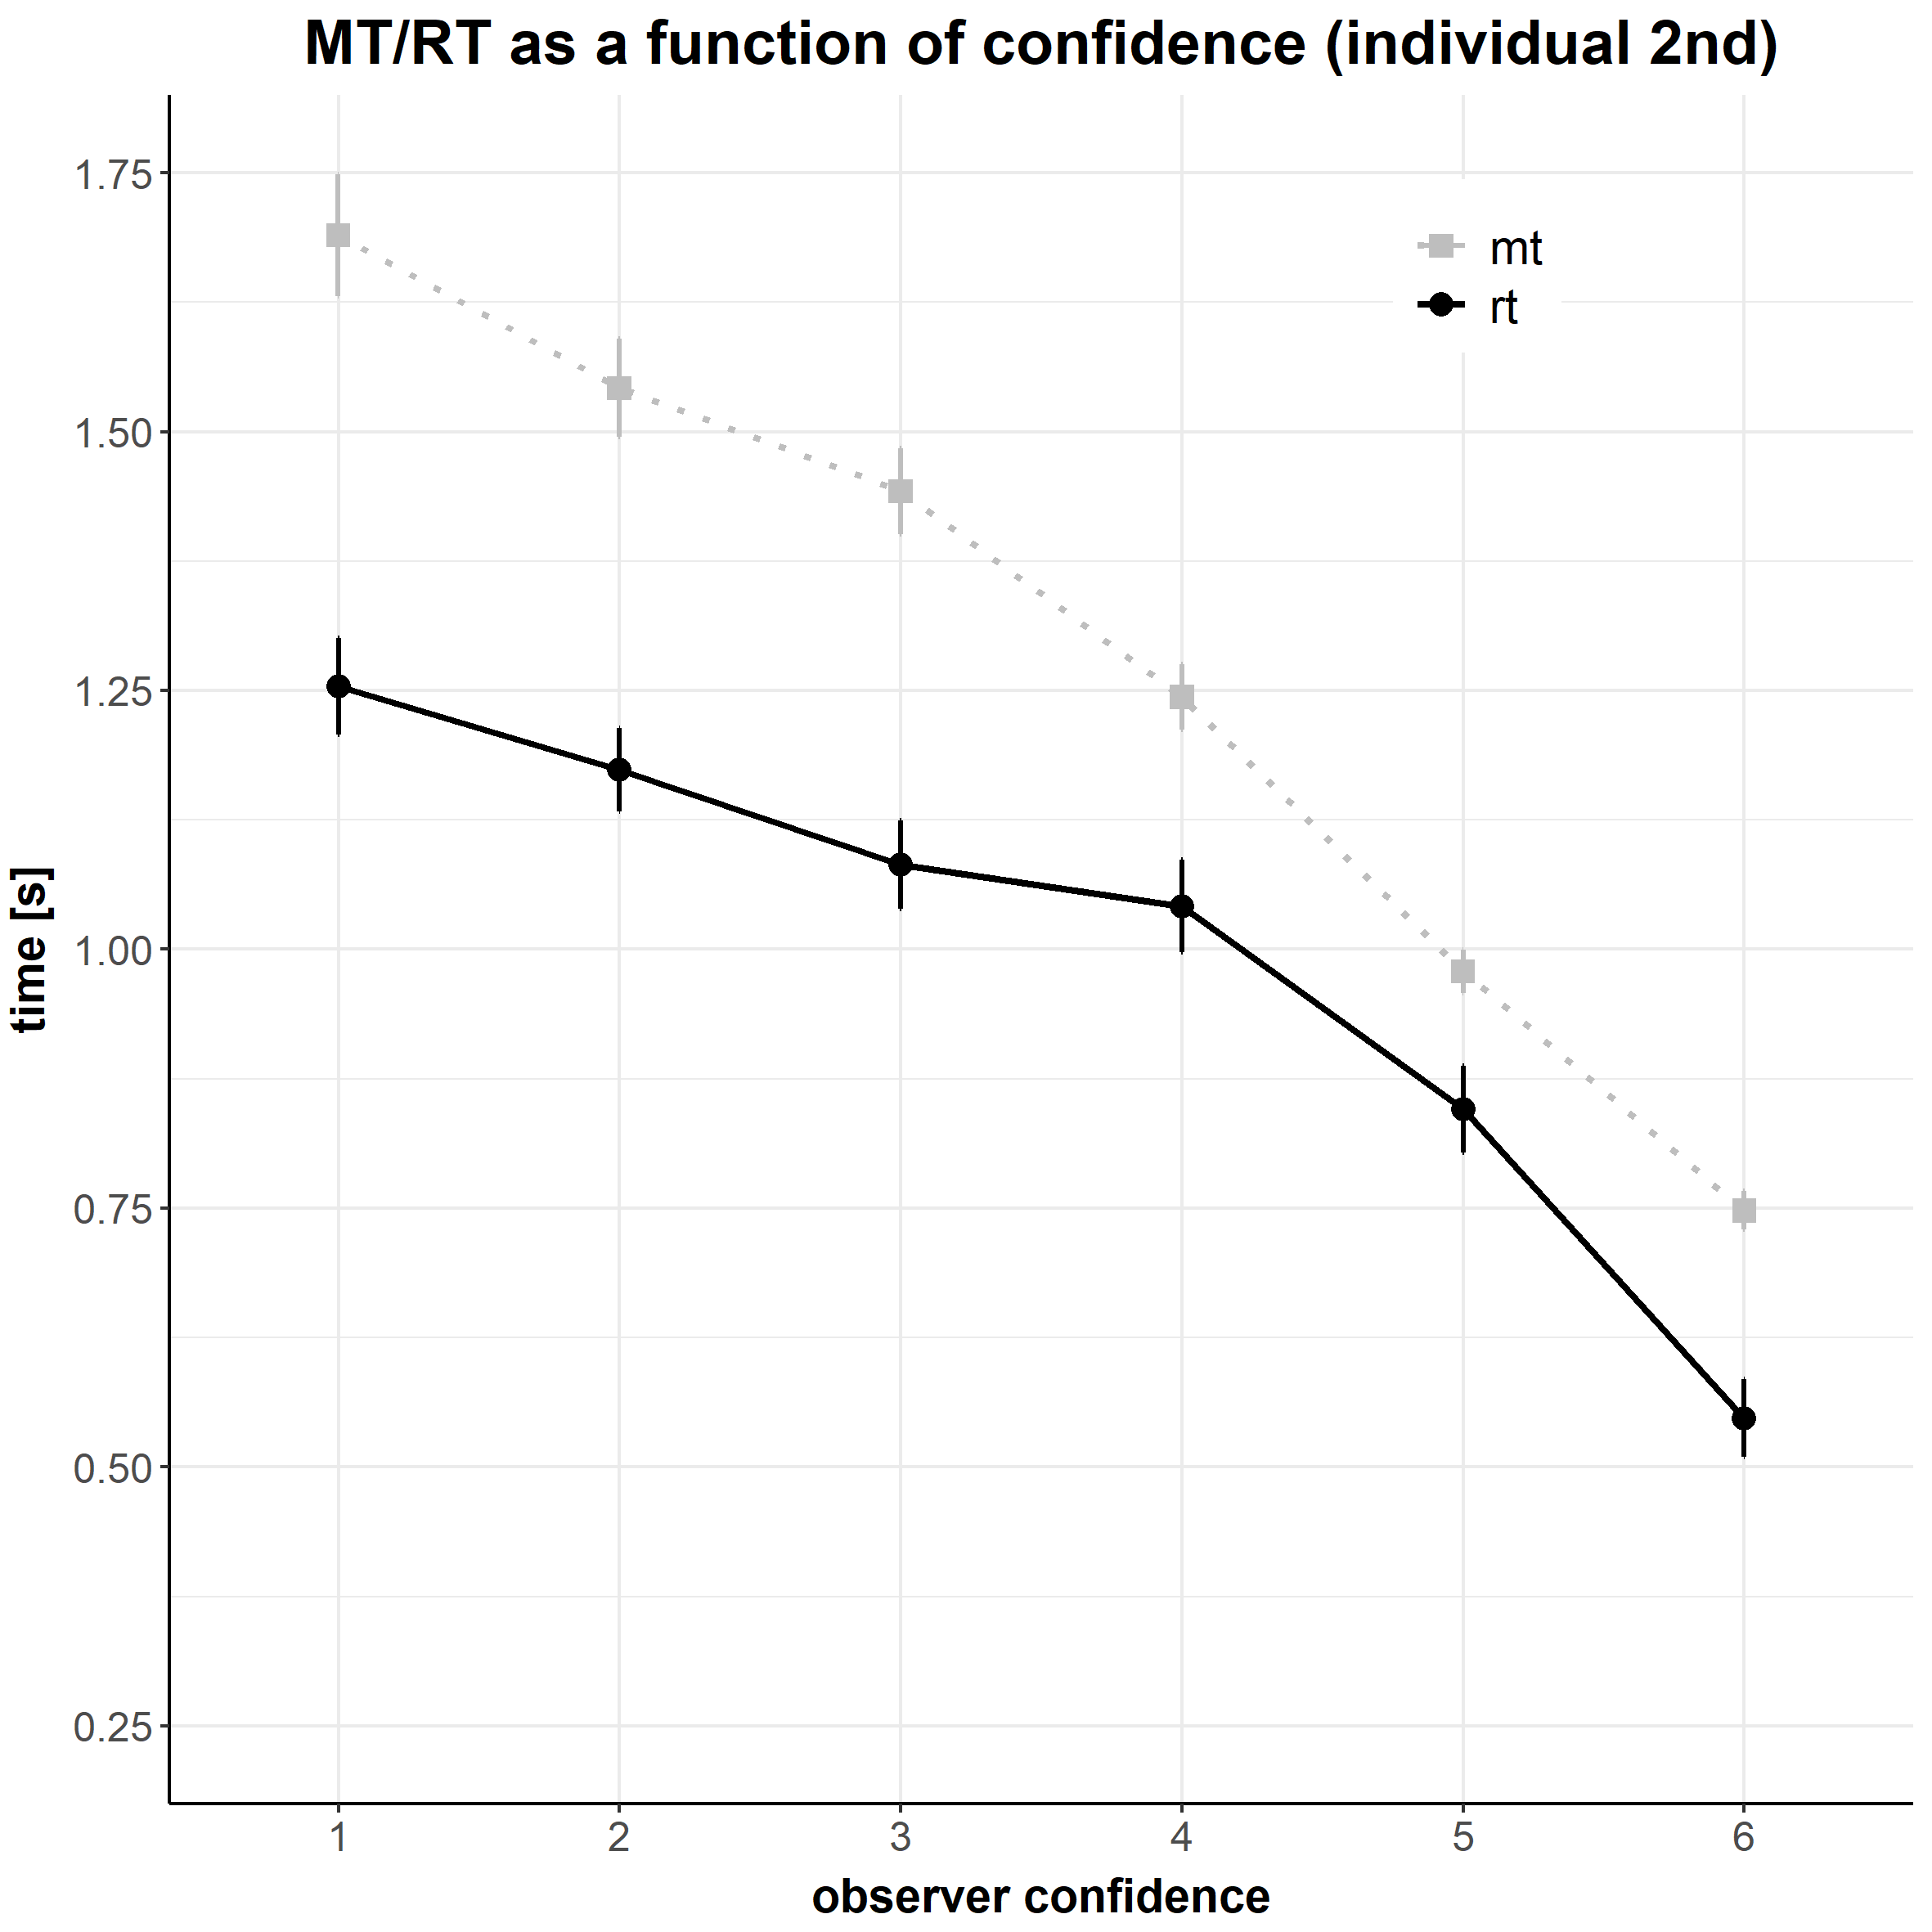 MT/RT as a function of confidence (individual 2nd)
1.75
1.50
1.25
1.00
0.75
0.50
0.25
time [s]
mt
rt
1 2 3 4 5 6
observer confidence